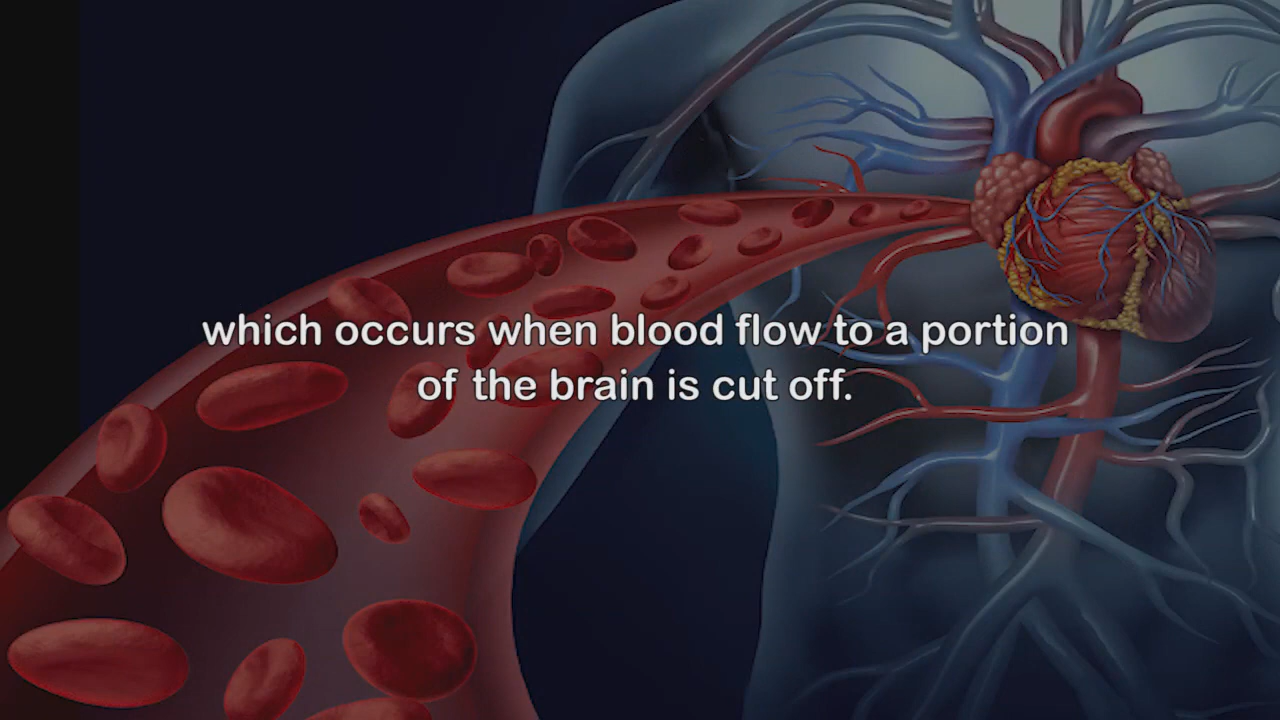 which occurs when blood flow to a portion
of the brain is cut off.